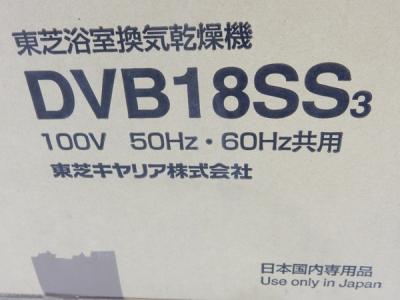 東芝浴室換気乾燥機
DVB18SS3
100V 50Hz・60Hz共用
東芝キヤリア株式会社
日本国内専用品
Use only in Japan